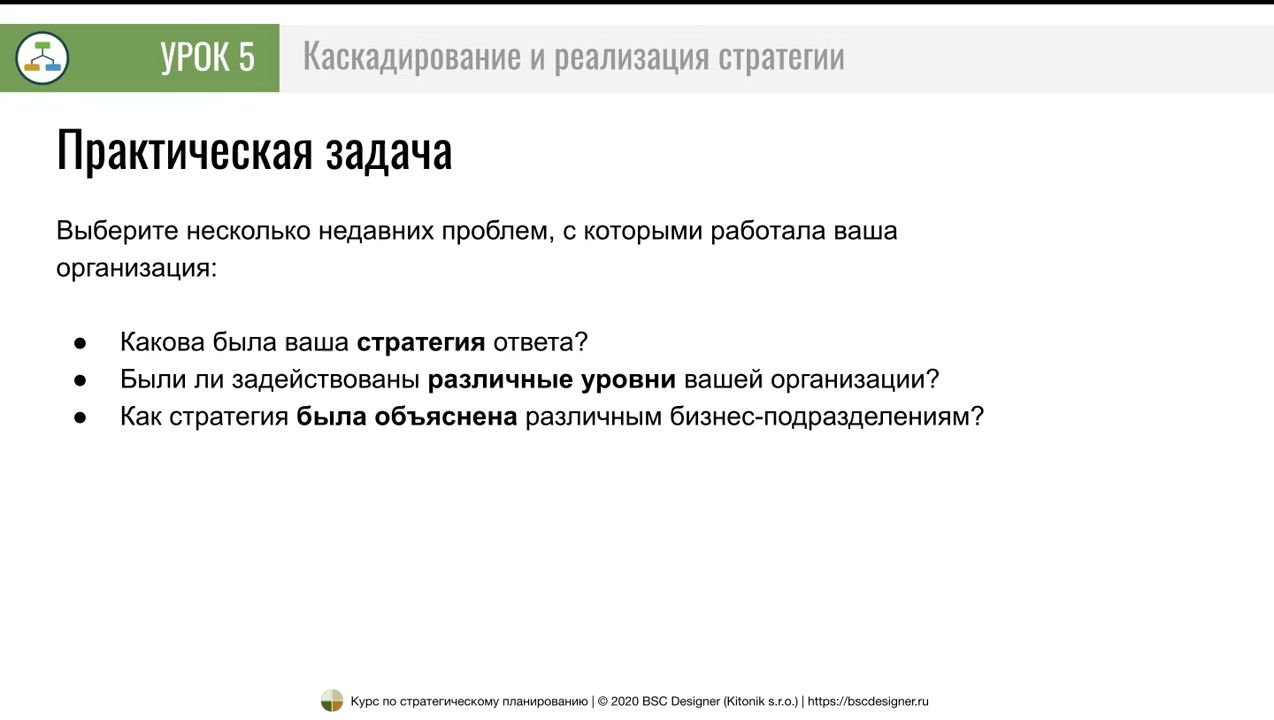 УРОК 5
Каскадирование и реализация стратегии
Практическая задача
Выберите несколько недавних проблем, с которыми работала ваша
организация:
● Какова была ваша стратегия ответа?
● Были ли задействованы различные уровни вашей организации?
● Как стратегия была объяснена различным бизнес-подразделениям?
Курс по стратегическому планированию | © 2020 BSC Designer (Kitonik s.r.o.) | https://bscdesigner.ru